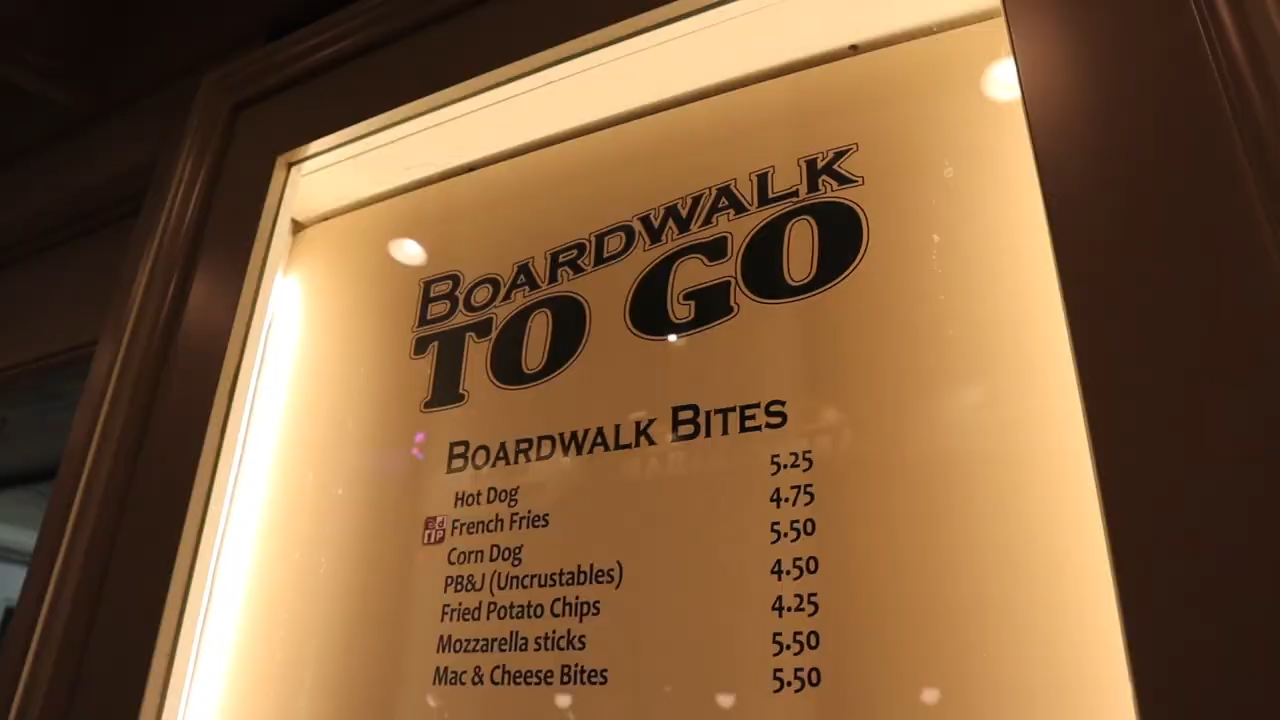 BOARDWALK
TO GO
BOARDWALK BITES
Hot Dog 5.25
French Fries 4.75
Corn Dog 5.50
PB&J (Uncrustables) 4.50
Fried Potato Chips 4.25
Mozzarella sticks 5.50
Mac & Cheese Bites 5.50